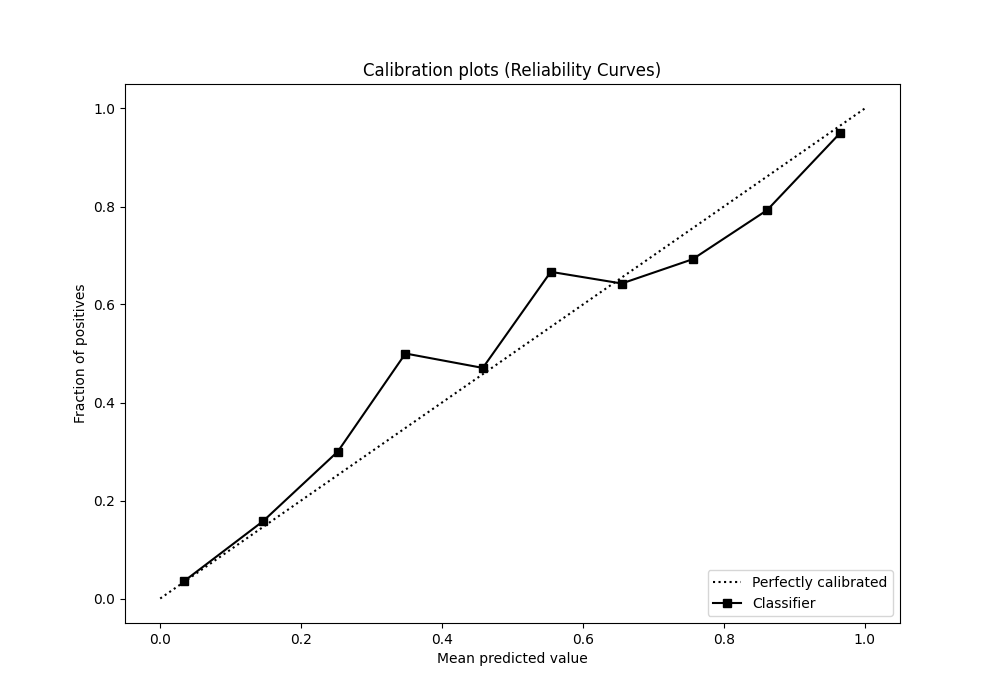 Calibration plots (Reliability Curves)
1.0
0.8
0.6
0.4
0.2
0.0
Fraction of positives
Perfectly calibrated
Classifier
0.0 0.2 0.4 0.6 0.8 1.0
Mean predicted value